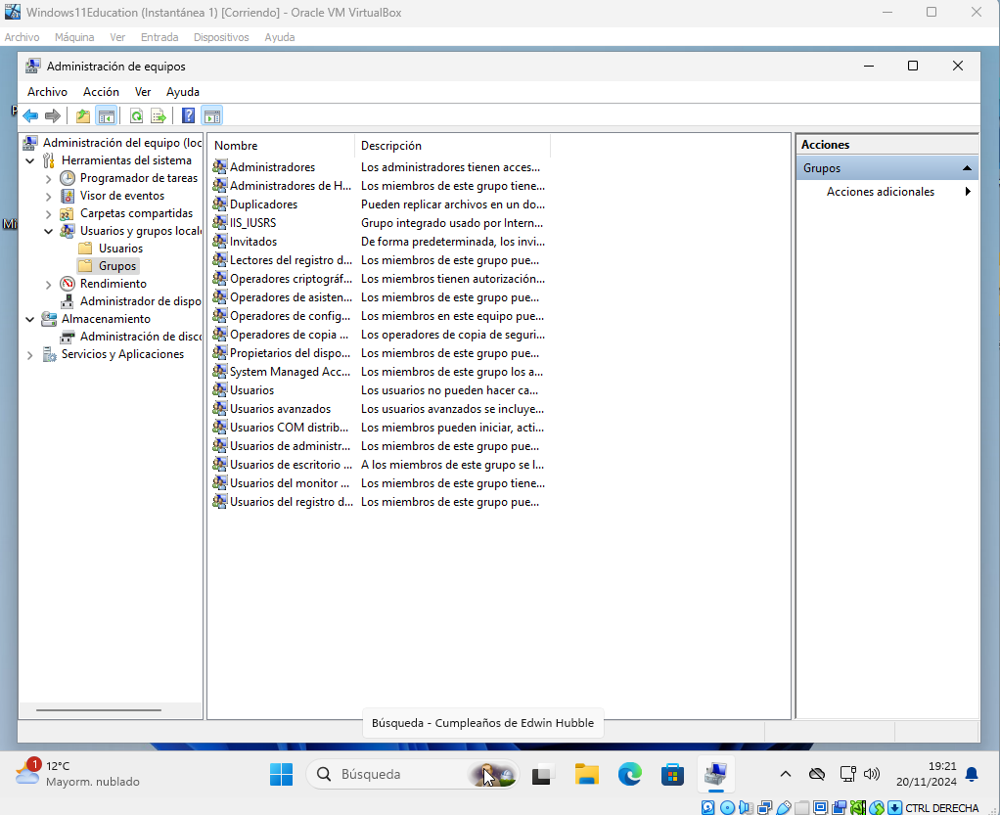 Windows11Education (Instantánea 1) [Corriendo] - Oracle VM VirtualBox
Archivo Máquina Ver Entrada Dispositivos Ayuda
Administración de equipos
Archivo Acción Ver Ayuda
Administración del equipo (loc
Herramientas del sistema
Programador de tareas
Visor de eventos
Carpetas compartidas
Usuarios y grupos locale
Usuarios
Grupos
Rendimiento
Administrador de dispo
Almacenamiento
Administración de disco
Servicios y Aplicaciones
Nombre Descripción
Administradores Los administradores tienen acces...
Administradores de H... Los miembros de este grupo tiene...
Duplicadores Pueden replicar archivos en un do...
IIS_IUSRS Grupo integrado usado por Intern...
Invitados De forma predeterminada, los invi...
Lectores del registro d... Los miembros de este grupo pue...
Operadores criptográf... Los miembros tienen autorización...
Operadores de asisten... Los miembros de este grupo pue...
Operadores de config... Los miembros en este equipo pue...
Operadores de copia ... Los operadores de copia de seguri...
Propietarios del dispo... Los miembros de este grupo pue...
System Managed Acc... Los miembros de este grupo los a...
Usuarios Los usuarios no pueden hacer ca...
Usuarios avanzados Los usuarios avanzados se incluye...
Usuarios COM distrib... Los miembros pueden iniciar, acti...
Usuarios de administr... Los miembros de este grupo pue...
Usuarios de escritorio ... A los miembros de este grupo se l...
Usuarios del monitor ... Los miembros de este grupo tiene...
Usuarios del registro d... Los miembros de este grupo pue...
Acciones
Grupos
Acciones adicionales
P
Mi
Búsqueda - Cumpleaños de Edwin Hubble
1
12°C
Mayorm. nublado
Búsqueda
19:21
20/11/2024
CTRL DERECHA